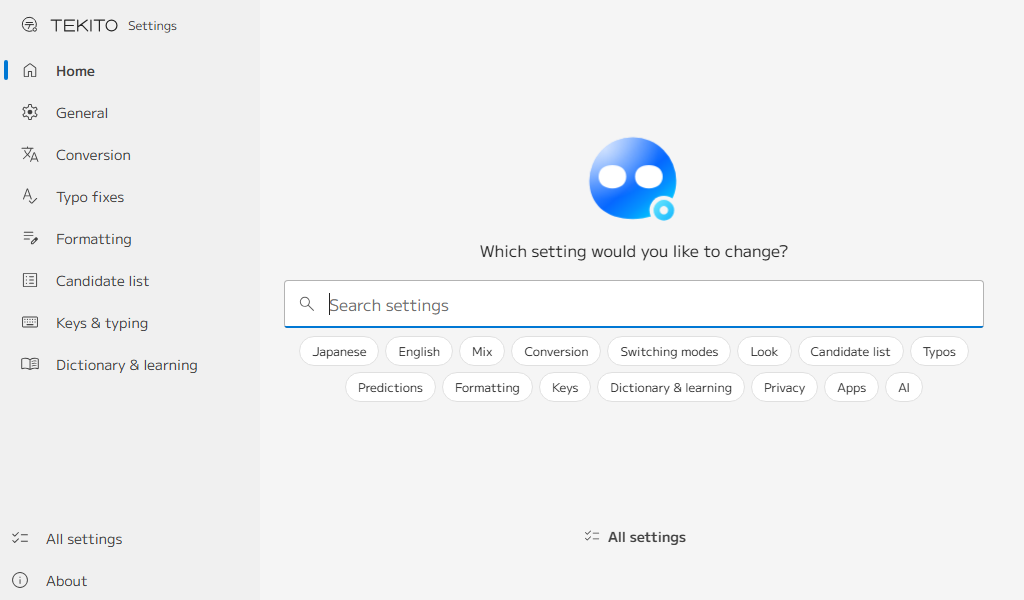 TEKITO Settings
Home
General
Conversion
Typo fixes
Formatting
Candidate list
Keys & typing
Dictionary & learning
All settings
About
Which setting would you like to change?
Search settings
Japanese English Mix Conversion Switching modes Look Candidate list Typos
Predictions Formatting Keys Dictionary & learning Privacy Apps AI
All settings